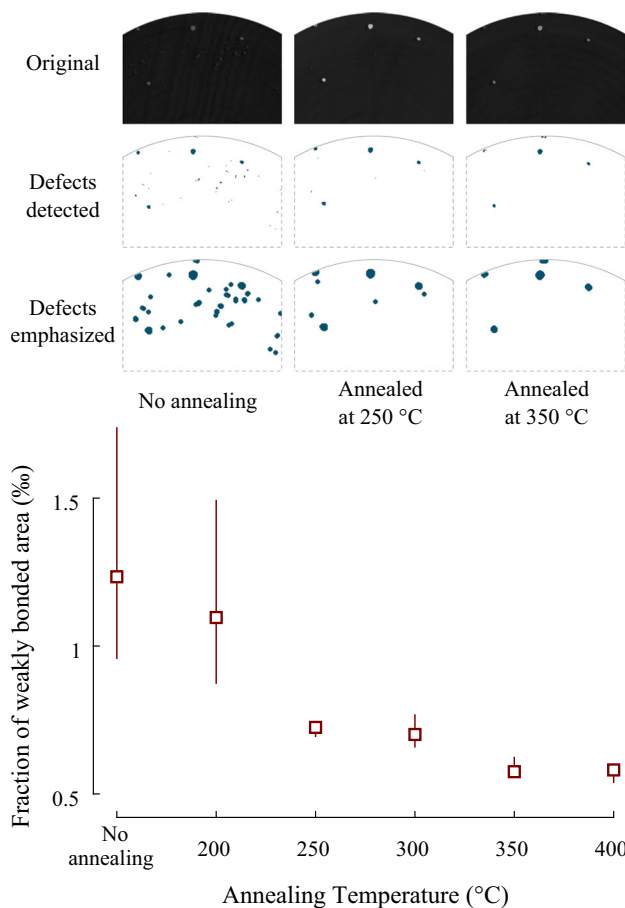 Original
Defects
detected
Defects
emphasized
No annealing
Annealed
at 250 °C
Annealed
at 350 °C
Fraction of weakly bonded area (‰)
1.5
1
0.5
No
annealing
200
250
300
350
400
Annealing Temperature (°C)